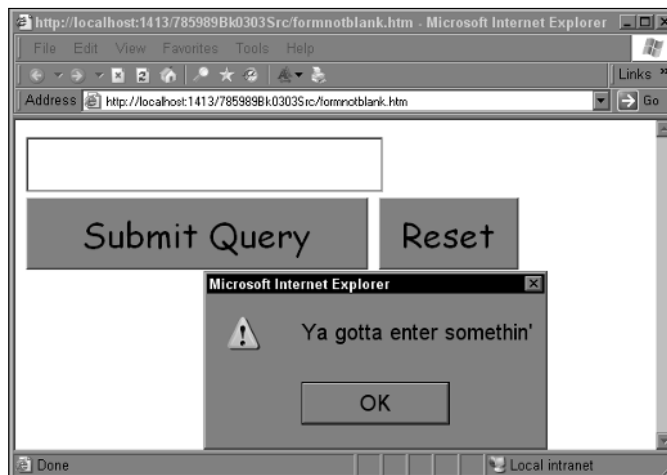 http://localhost:1413/785989Bk0303Src/formnotblank.htm - Microsoft Internet Explorer
File Edit View Favorites Tools Help
Links »
Address http://localhost:1413/785989Bk0303Src/formnotblank.htm Go
Submit Query Reset
Microsoft Internet Explorer
Ya gotta enter somethin'
OK
Done Local intranet